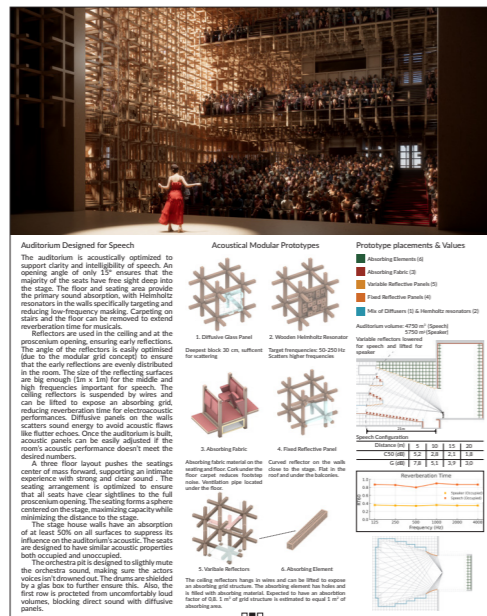 Auditorium Designed for Speech
The auditorium is acoustically optimized
to support clarity and intelligibility of speech. An
opening angle of only 15° ensures that the
majority of the seats have free sight deep into
the stage. The floor and seating area provide
the primary sound absorption, with Helmholtz
resonators in the walls specifically targeting and
reducing low-frequency making. Carpeting on
stairs and the floor can be removed to extend
reverberation time for musicals.
Reflectors are used in the ceiling and at the
proscenium opening, ensuring early reflections.
The angle of the reflectors is easily optimised
(due to the modular grid concept) to ensure
that the early reflections are evenly distributed
in the room. The size of the reflecting surfaces
are big enough (1m x 1m) for the middle and
high frequencies important for speech. The
ceiling reflectors is suspended by wires and
can be lifted to expose an absorbing grid,
reducing reverberation time for electroacoustic
performances. Diffusive panels on the walls
scatters sound energy to avoid acoustic flaws
like flutter echoes. Once the auditorium is built,
acoustic panels can be easily adjusted if the
room's acoustic performance doesn't meet the
desired numbers.
A three floor layout pushes the seatings
center of mass forward, supporting an intimate
experience with strong and clear sound . The
seating arrangement is optimized to ensure
that all seats have clear sightlines to the full
proscenium opening. The seating forms a sphere
centered on the stage, maximizing capacity while
minimizing the distance to the stage.
The stage house walls have an absorption
of at least 50% on all surfaces to suppress its
influence on the auditorium's acoustic. The seats
are designed to have similar acoustic properties
both occupied and unoccupied.
The orchestra pit is designed to sligthly mute
the orchestra sound, making sure the actors
voices isn't drowned out. The drums are shielded
by a glas box to further ensure this. Also, the
first row is procteted from uncomfortably loud
volumes, blocking direct sound with diffusive
panels.
Acoustical Modular Prototypes
1. Diffusive Glass Panel
Deepest block 30 cm, sufficent
for scattering
2. Wooden Helmholtz Resonator
Target frequencies: 50-250 Hz
Scatters higher frequencies
3. Absorbing Fabric
Absorbing fabric material on the
seating and floor. Cork under the
floor carpet reduces footstep
noise. Ventilation pipe located
under the floor.
4. Fixed Reflective Panel
Curved reflector on the walls
close to the stage. Flat in the
roof and under the balconies.
5. Varibale Reflectors
6. Absorbing Element
The ceiling reflectors hang in wires and can be lifted to expose
an absorbing grid structure. The absorbing element has holes and
is filled with absorbing material. Expected to have an absorbtion
factor of 0,8. 1 m³ of grid structure is estimated to equal 1 m² of
absorbing area.
Prototype placements & Values
Absorbing Elements (6)
Absorbing Fabric (3)
Variable Reflective Panels (5)
Fixed Reflective Panels (4)
Mix of Diffusers (1) & Hemholtz resonators (2)
Auditorium volume: 4750 m³ (Speech)
5750 m³
Variable reflectors lowered
for speech and lifted for
speaker
Speech Configuration
Distance (m) 5 10 15 20
C50 (dB) 5,2 2,8 2,1 1,8
G (dB) 7,8 5,1 3,9 3,0
Reverberation Time
1.0
0.8
0.6
0.4
0.2
0.0
125 250 500 1000 2000 4000
Frequency (Hz)